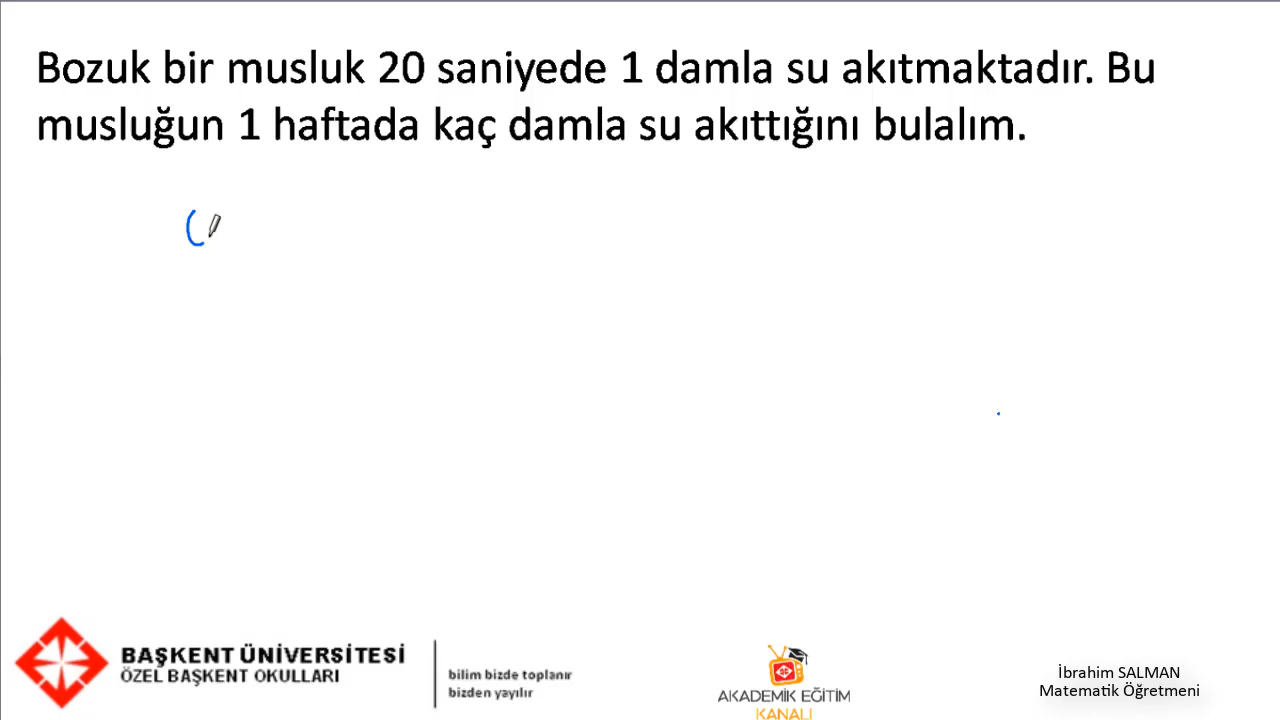 Bozuk bir musluk 20 saniyede 1 damla su akıtmaktadır. Bu
musluğun 1 haftada kaç damla su akıttığını bulalım.
BAŞKENT ÜNİVERSİTESİ
ÖZEL BAŞKENT OKULLARI
bilim bizde toplanır
bizden yayılır
AKADEMİK EĞİTİM
KANALI
İbrahim SALMAN
Matematik Öğretmeni